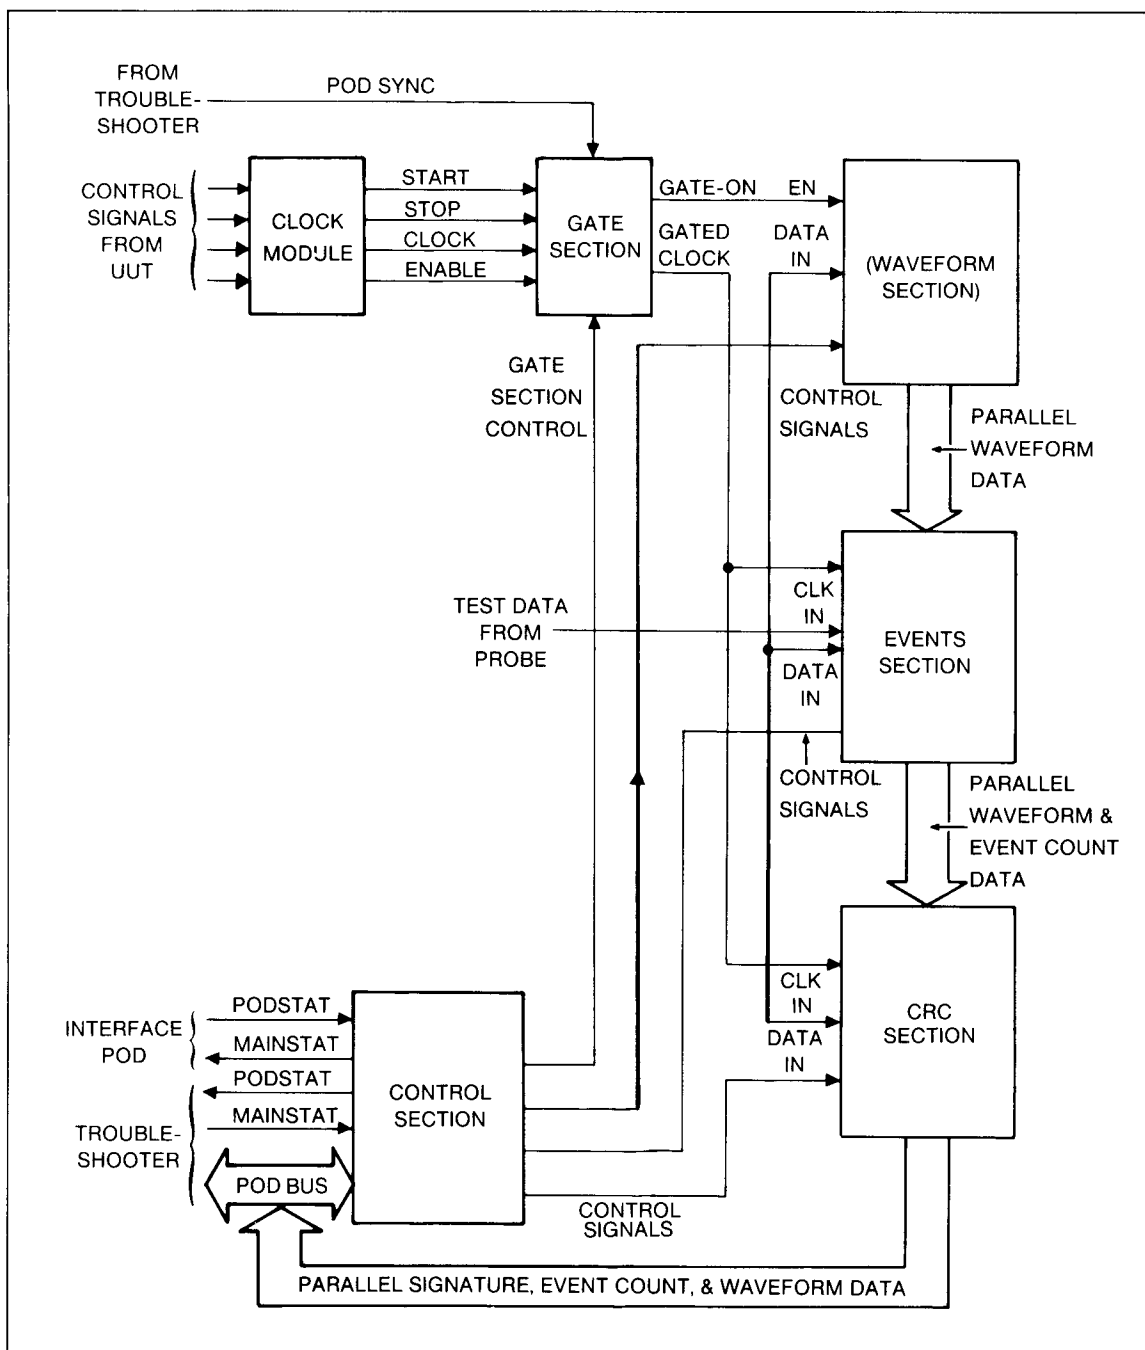 FROM
TROUBLE-
SHOOTER
POD SYNC
CONTROL
SIGNALS
FROM
UUT
CLOCK
MODULE
START
STOP
CLOCK
ENABLE
GATE
SECTION
GATE-ON
EN
GATED
CLOCK
DATA
IN
(WAVEFORM
SECTION)
GATE
SECTION
CONTROL
CONTROL
SIGNALS
PARALLEL
WAVEFORM
DATA
TEST DATA
FROM
PROBE
CLK
IN
DATA
IN
EVENTS
SECTION
CONTROL
SIGNALS
PARALLEL
WAVEFORM &
EVENT COUNT
DATA
CLK
IN
DATA
IN
CRC
SECTION
INTERFACE
POD
PODSTAT
MAINSTAT
PODSTAT
MAINSTAT
TROUBLE-
SHOOTER
POD BUS
CONTROL
SECTION
CONTROL
SIGNALS
PARALLEL SIGNATURE, EVENT COUNT, & WAVEFORM DATA